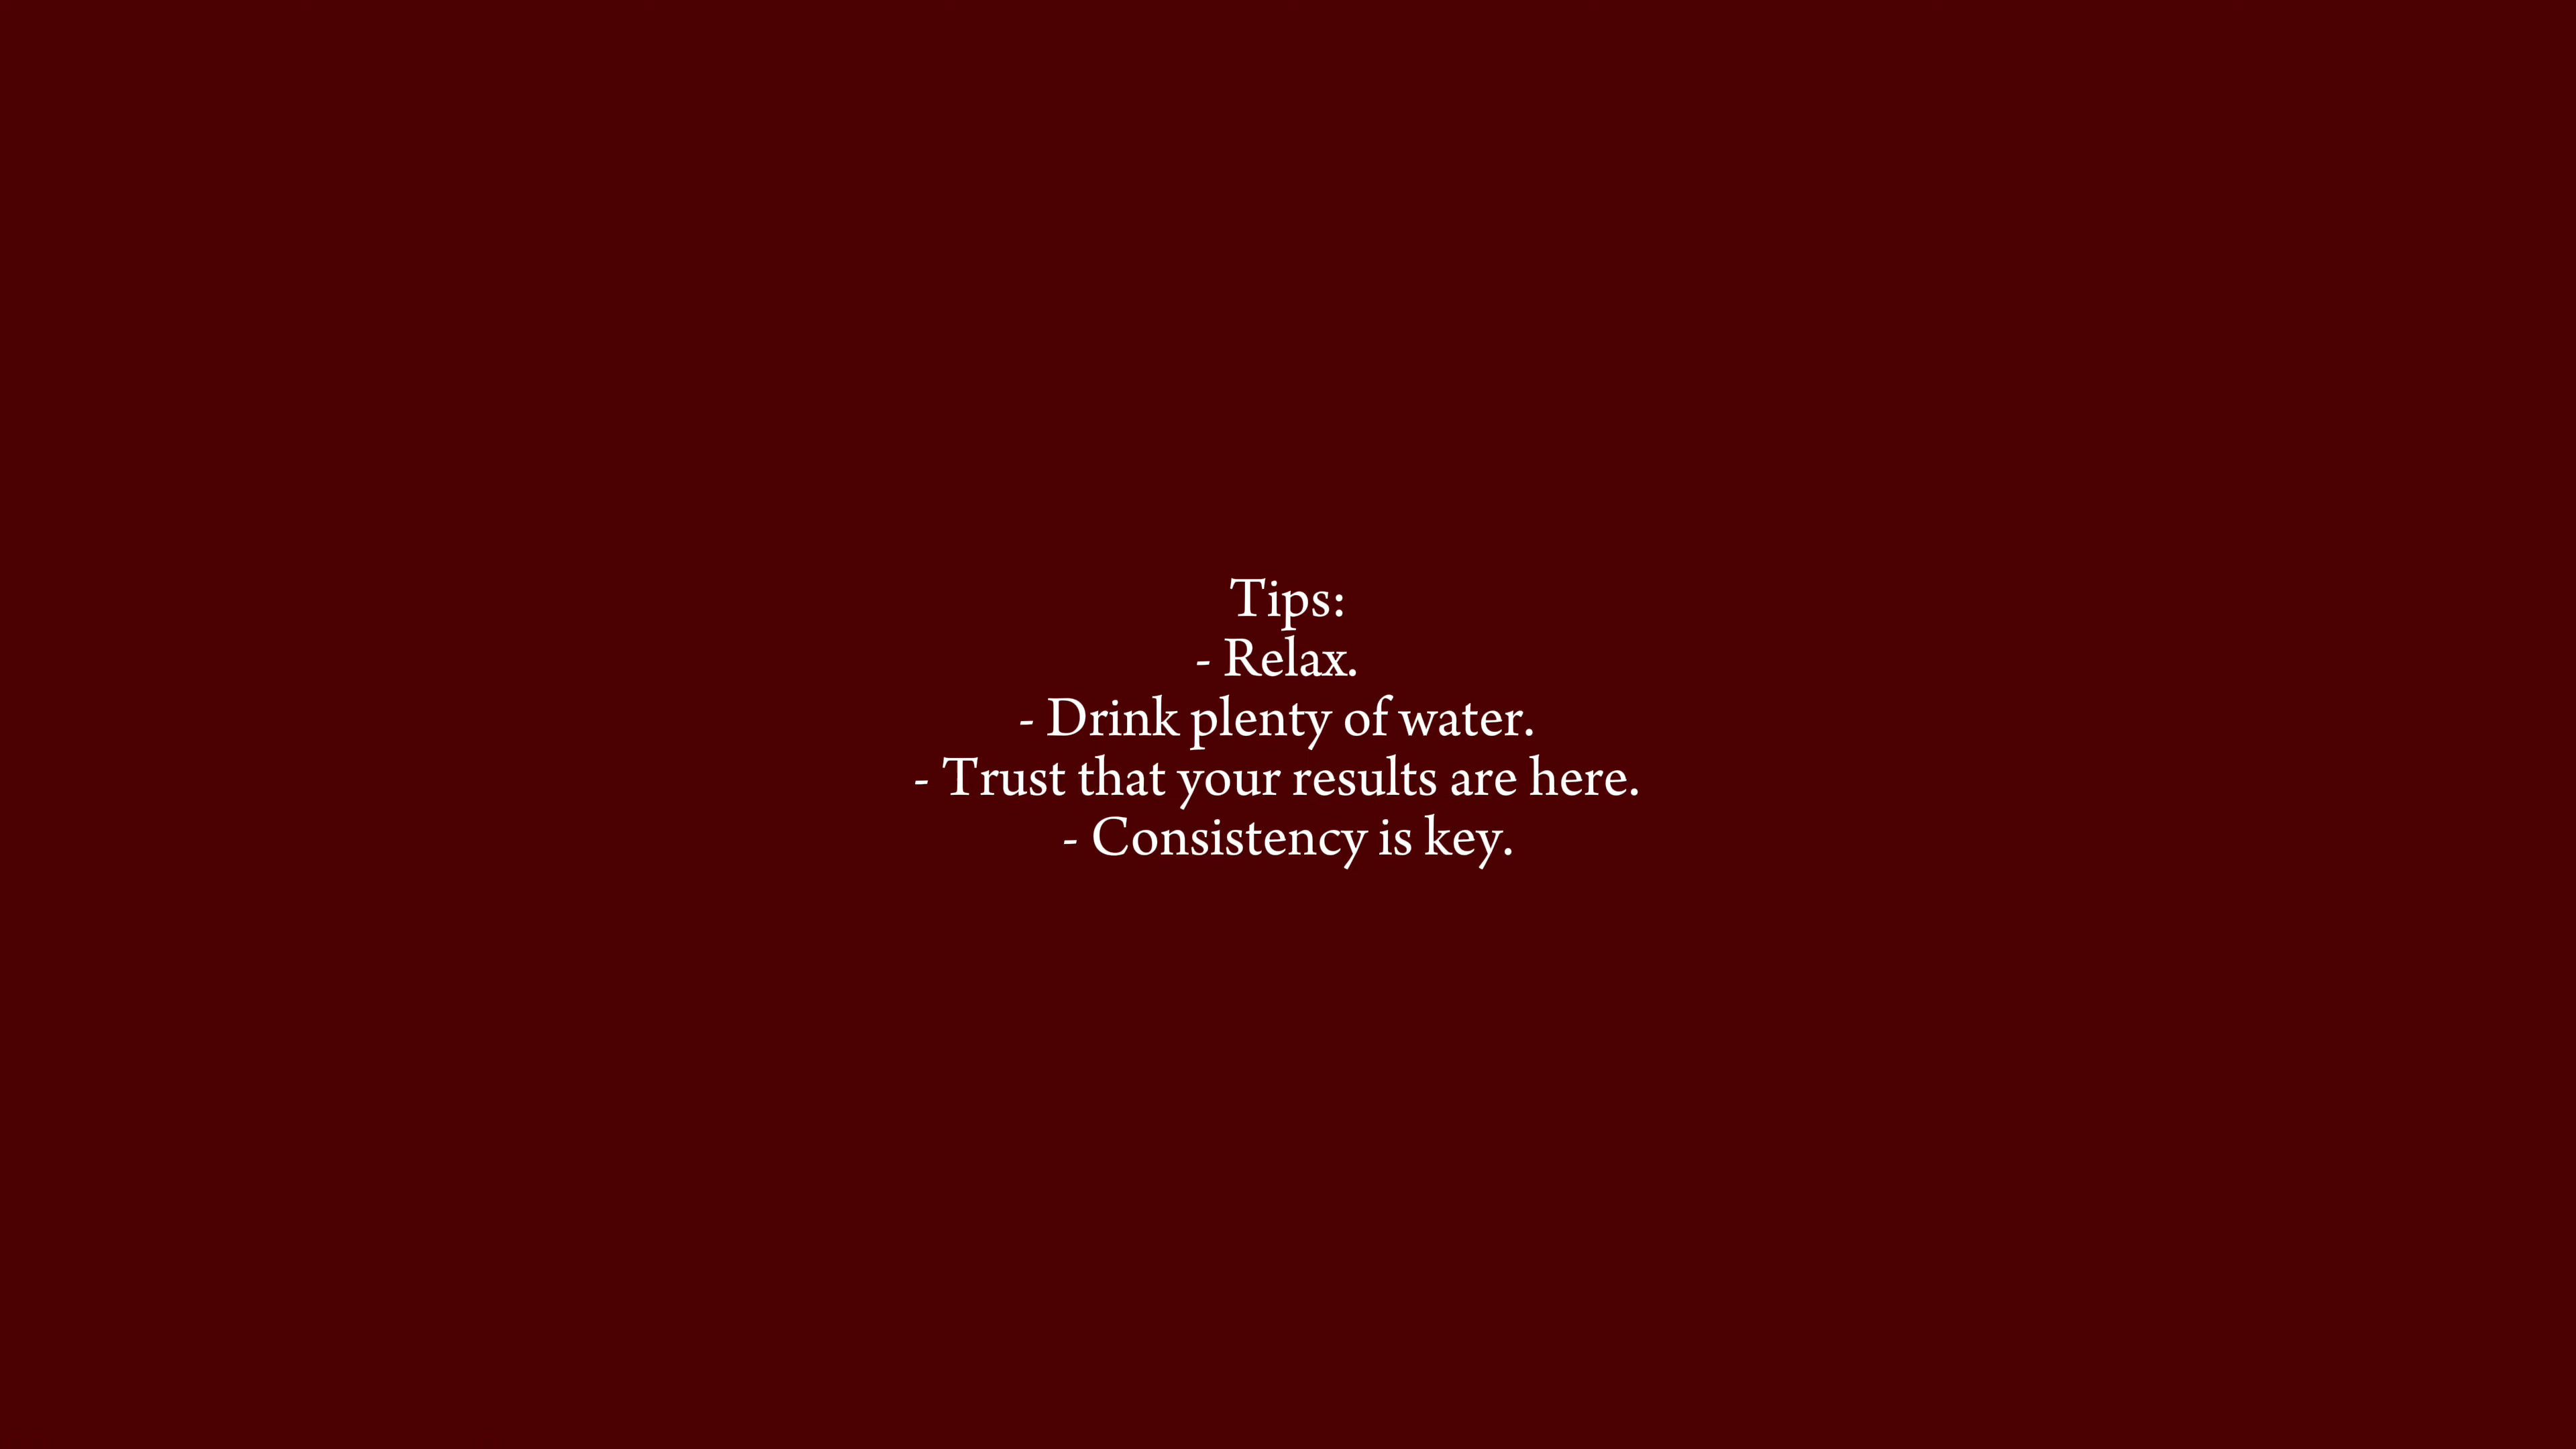 Tips:
- Relax.
- Drink plenty of water.
- Trust that your results are here.
- Consistency is key.